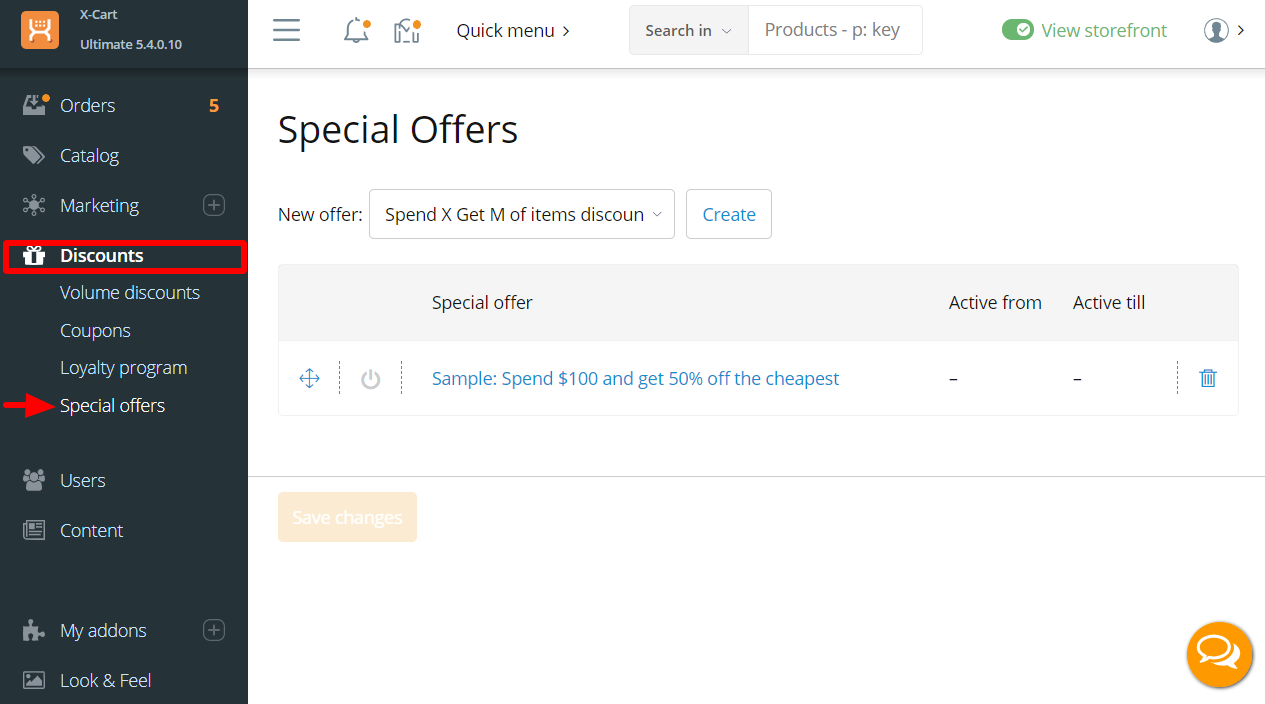 X-Cart
Ultimate 5.4.0.10
Quick menu
Search in
Products - p: key
View storefront
Orders 5
Catalog
Marketing
Discounts
Volume discounts
Coupons
Loyalty program
Special offers
Users
Content
My addons
Look & Feel
Special Offers
New offer: Spend X Get M of items discoun Create
Special offer Active from Active till
Sample: Spend $100 and get 50% off the cheapest – –
Save changes